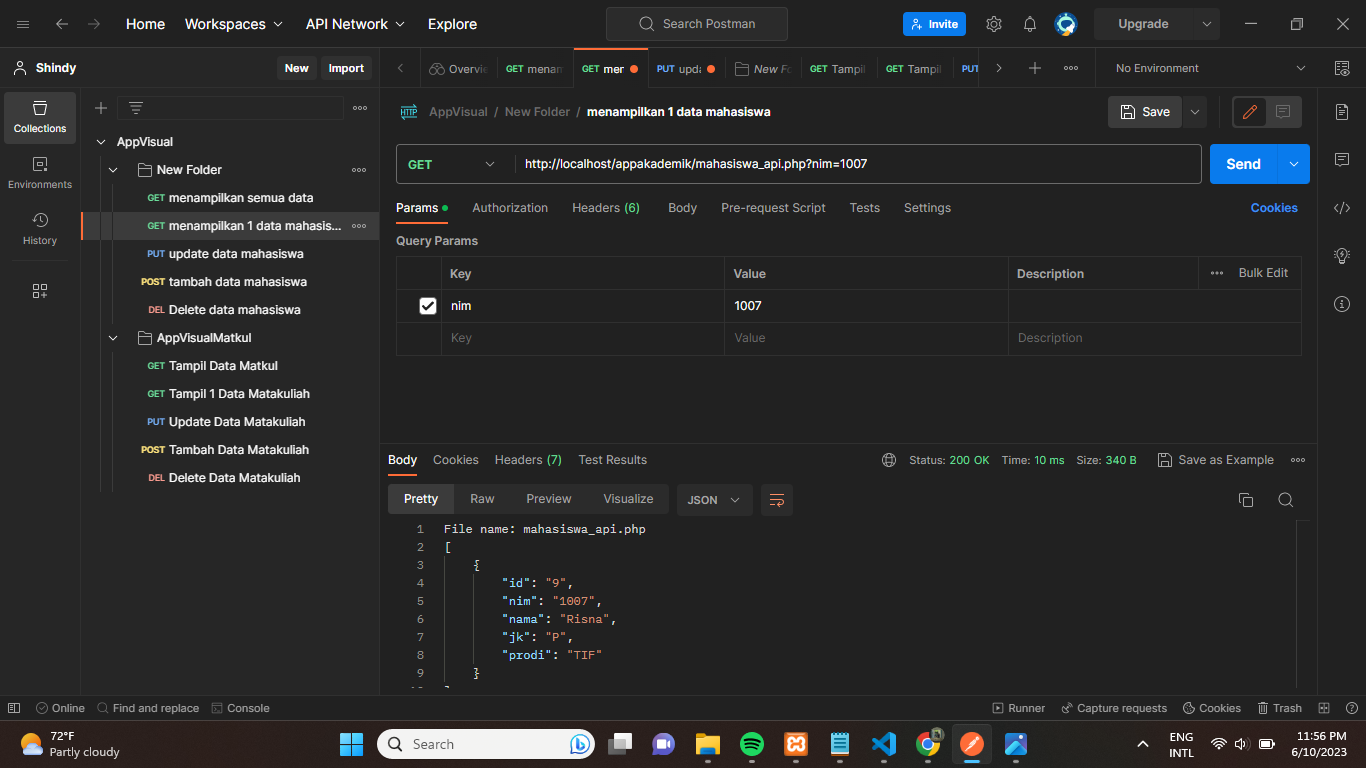 Home Workspaces API Network Explore Search Postman Invite Upgrade
Shindy New Import
Overvie GET menam GET mer PUT upda New Fo GET Tampil GET Tampil PUT No Environment
HTTP AppVisual / New Folder / menampilkan 1 data mahasiswa Save
Collections
Environments
History
AppVisual
New Folder
GET menampilkan semua data
GET menampilkan 1 data mahasis...
PUT update data mahasiswa
POST tambah data mahasiswa
DEL Delete data mahasiswa
AppVisualMatkul
GET Tampil Data Matkul
GET Tampil 1 Data Matakuliah
PUT Update Data Matakuliah
POST Tambah Data Matakuliah
DEL Delete Data Matakuliah
GET http://localhost/appakademik/mahasiswa_api.php?nim=1007 Send
Params Authorization Headers (6) Body Pre-request Script Tests Settings Cookies
Query Params
Key Value Description Bulk Edit
nim 1007
Key Value Description
Body Cookies Headers (7) Test Results Status: 200 OK Time: 10 ms Size: 340 B Save as Example
Pretty Raw Preview Visualize JSON
1 File name: mahasiswa_api.php
2 [
3 {
4 "id": "9",
5 "nim": "1007",
6 "nama": "Risna",
7 "jk": "P",
8 "prodi": "TIF"
9 }
Online Find and replace Console Runner Capture requests Cookies Trash
72°F
Partly cloudy
Search
ENG
INTL
11:56 PM
6/10/2023